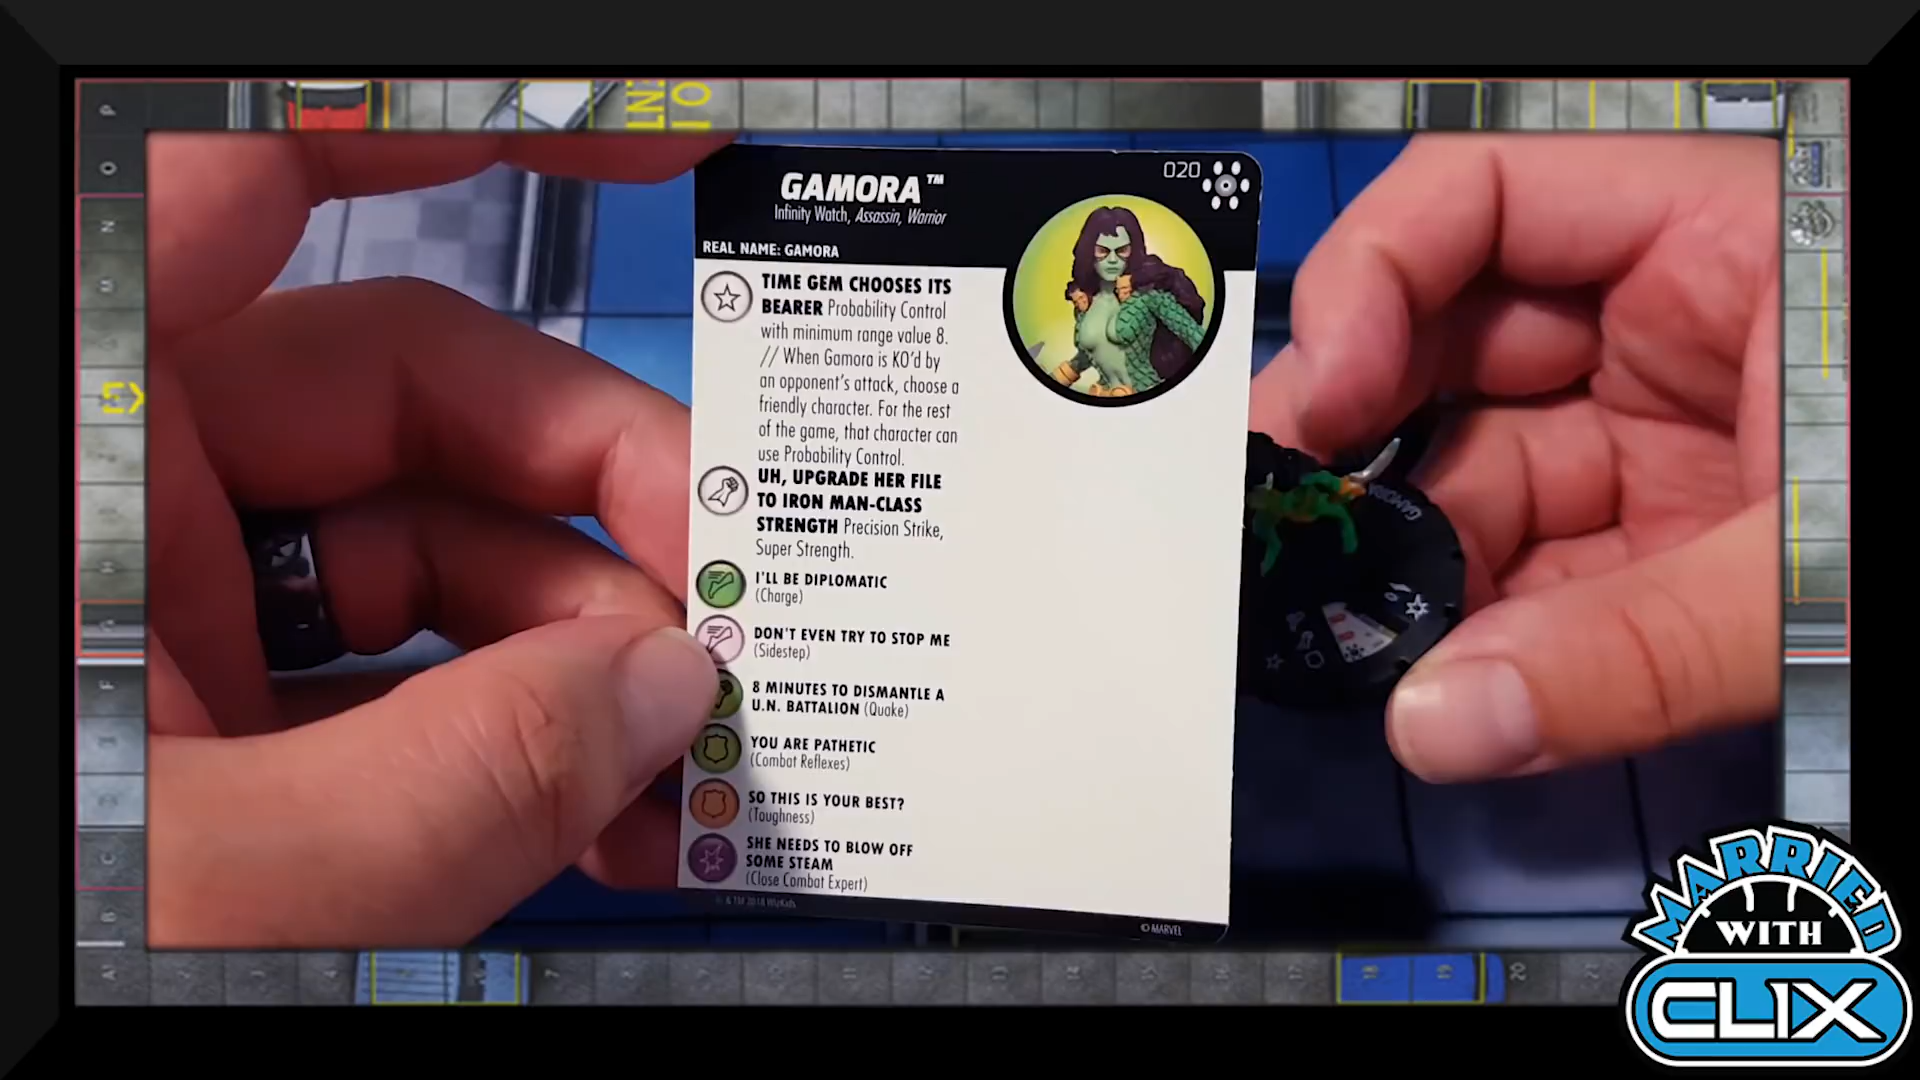 GAMORA™
020
Infinity Watch, Assassin, Warrior
REAL NAME: GAMORA
TIME GEM CHOOSES ITS
BEARER Probability Control
with minimum range value 8.
// When Gamora is KO'd by
an opponent's attack, choose a
friendly character. For the rest
of the game, that character can
use Probability Control.
UH, UPGRADE HER FILE
TO IRON MAN-CLASS
STRENGTH Precision Strike,
Super Strength.
I'LL BE DIPLOMATIC
(Charge)
DON'T EVEN TRY TO STOP ME
(Sidestep)
8 MINUTES TO DISMANTLE A
U.N. BATTALION (Quake)
YOU ARE PATHETIC
(Combat Reflexes)
SO THIS IS YOUR BEST?
(Toughness)
SHE NEEDS TO BLOW OFF
SOME STEAM
(Close Combat Expert)
© & TM 2018 WizKids.
© MARVEL
GAMORA
MARRIED
WITH
CLIX